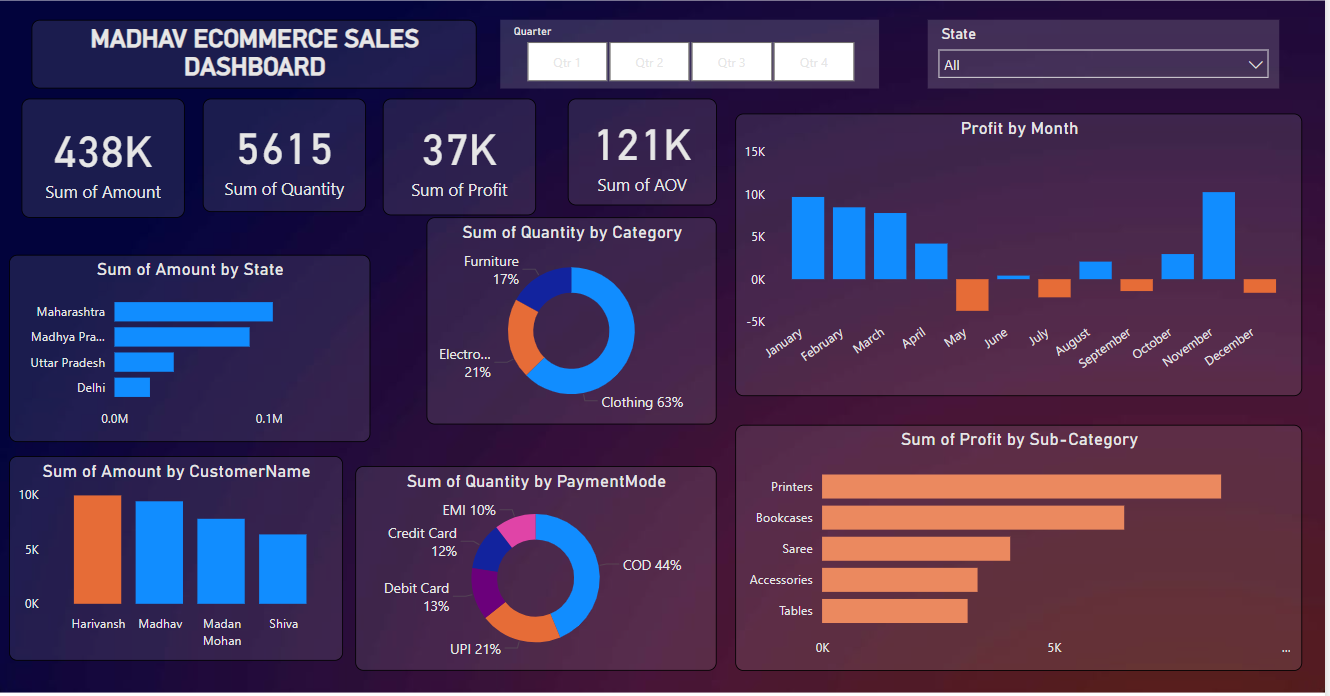 MADHAV ECOMMERCE SALES
DASHBOARD
Quarter
Qtr 1
Qtr 2
Qtr 3
Qtr 4
State
All
438K
Sum of Amount
5615
Sum of Quantity
37K
Sum of Profit
121K
Sum of AOV
Profit by Month
15K
10K
5K
0K
-5K
January
February
March
April
May
June
July
August
September
October
November
December
Sum of Quantity by Category
Furniture
17%
Electro...
21%
Clothing 63%
Sum of Amount by State
Maharashtra
Madhya Pra...
Uttar Pradesh
Delhi
0.0M
0.1M
Sum of Amount by CustomerName
10K
5K
0K
Harivansh
Madhav
Madan
Mohan
Shiva
Sum of Quantity by PaymentMode
EMI 10%
Credit Card
12%
Debit Card
13%
UPI 21%
COD 44%
Sum of Profit by Sub-Category
Printers
Bookcases
Saree
Accessories
Tables
0K
5K
...